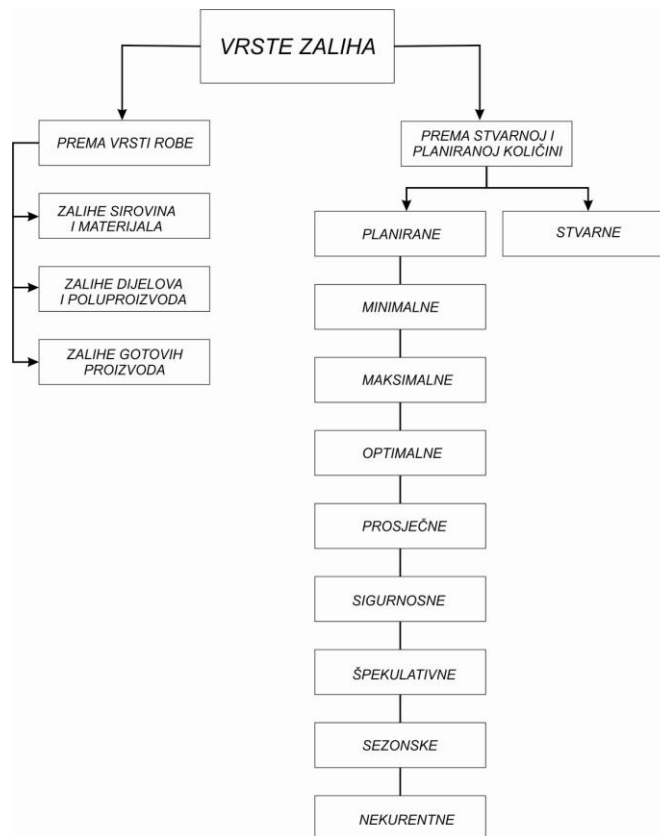 VRSTE ZALIHA
PREMA VRSTI ROBE
ZALIHE SIROVINA
I MATERIJALA
ZALIHE DIJELOVA
I POLUPROIZVODA
ZALIHE GOTOVIH
PROIZVODA
PREMA STVARNOJ I
PLANIRANOJ KOLIČINI
PLANIRANE
STVARNE
MINIMALNE
MAKSIMALNE
OPTIMALNE
PROSJEČNE
SIGURNOSNE
ŠPEKULATIVNE
SEZONSKE
NEKURENTNE